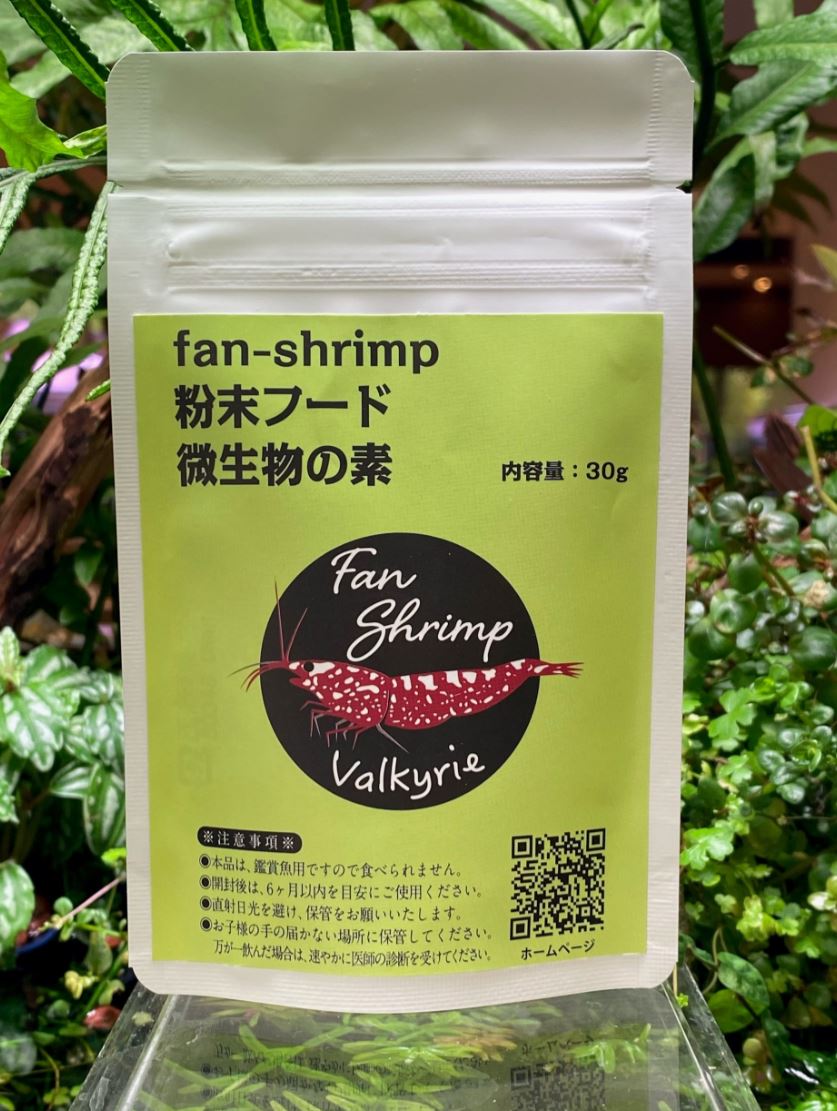 fan-shrimp
粉末フード
微生物の素
内容量：30g
Fan
Shrimp
Valkyrie
※注意事項※
◉本品は、鑑賞魚用ですので食べられません。
◉開封後は、6ヶ月以内を目安にご使用ください。
◉直射日光を避け、保管をお願いいたします。
◉お子様の手の届かない場所に保管してください。
万が一飲んだ場合は、速やかに医師の診断を受けてください。
ホームページ